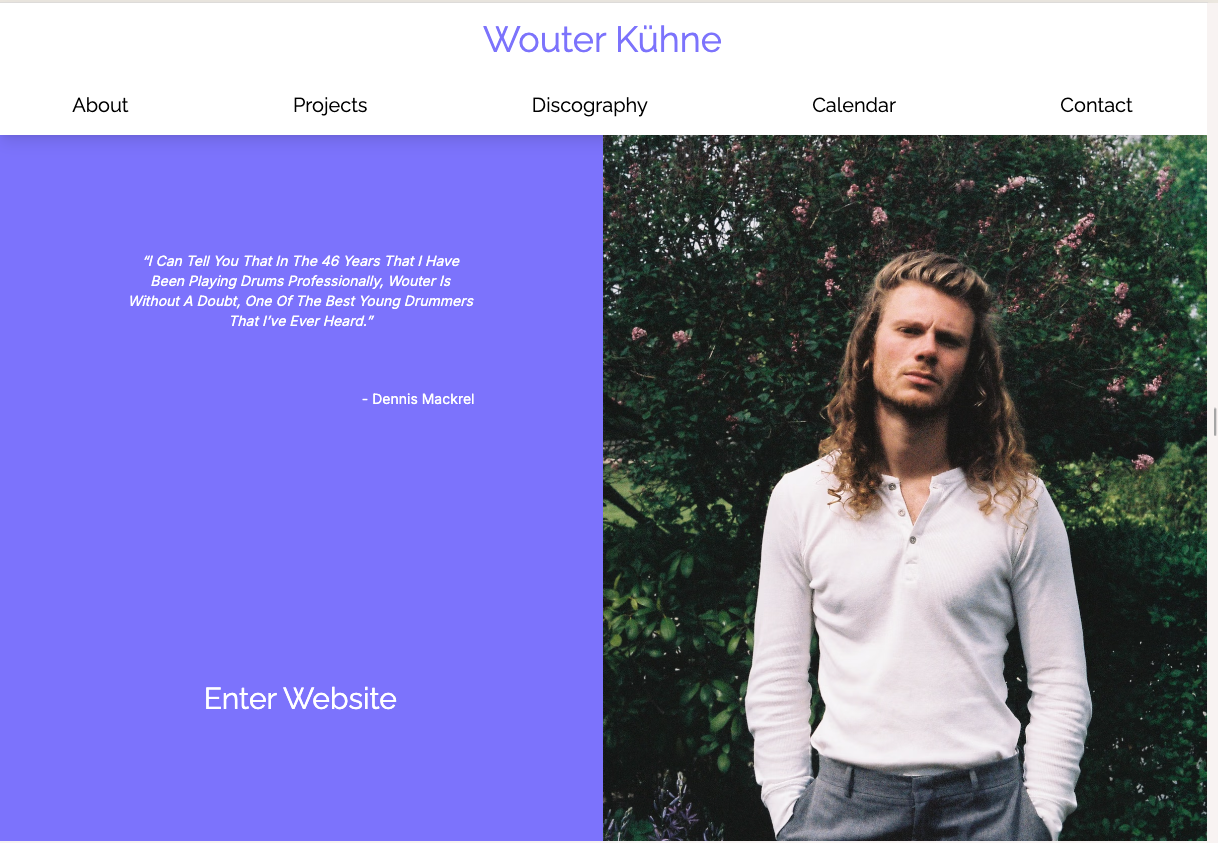 Wouter Kühne
About Projects Discography Calendar Contact
“I Can Tell You That In The 46 Years That I Have
Been Playing Drums Professionally, Wouter Is
Without A Doubt, One Of The Best Young Drummers
That I’ve Ever Heard.”
- Dennis Mackrel
Enter Website